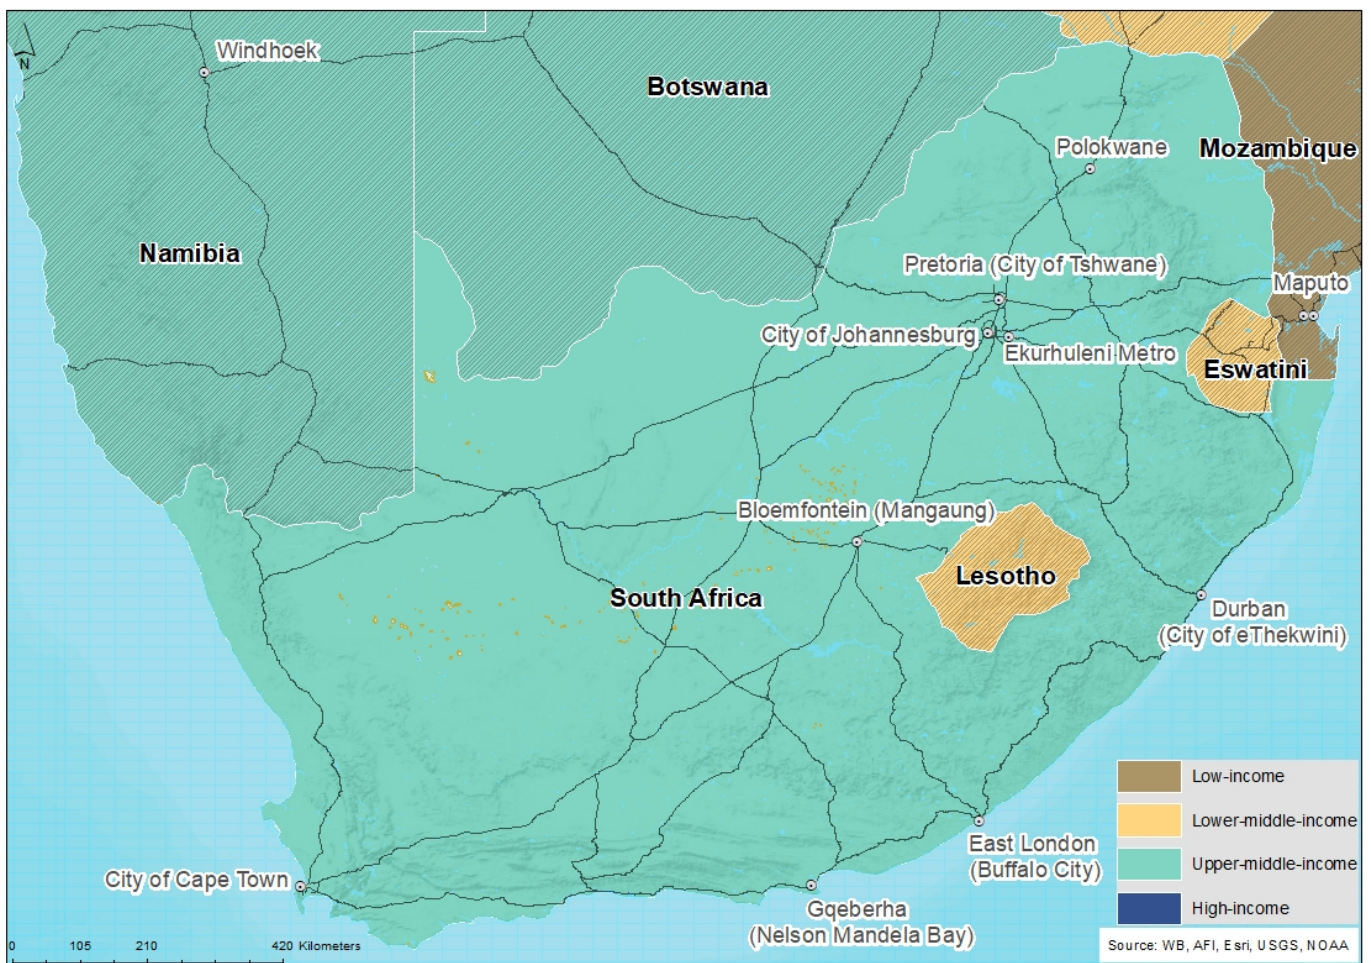 N
Windhoek
Botswana
Polokwane
Mozambique
Namibia
Pretoria (City of Tshwane)
Maputo
City of Johannesburg
Ekurhuleni Metro
Eswatini
Bloemfontein (Mangaung)
Lesotho
South Africa
Durban
(City of eThekwini)
Low-income
Lower-middle-income
Upper-middle-income
High-income
East London
(Buffalo City)
City of Cape Town
Gqeberha
(Nelson Mandela Bay)
0 105 210 420 Kilometers
Source: WB, AFI, Esri, USGS, NOAA